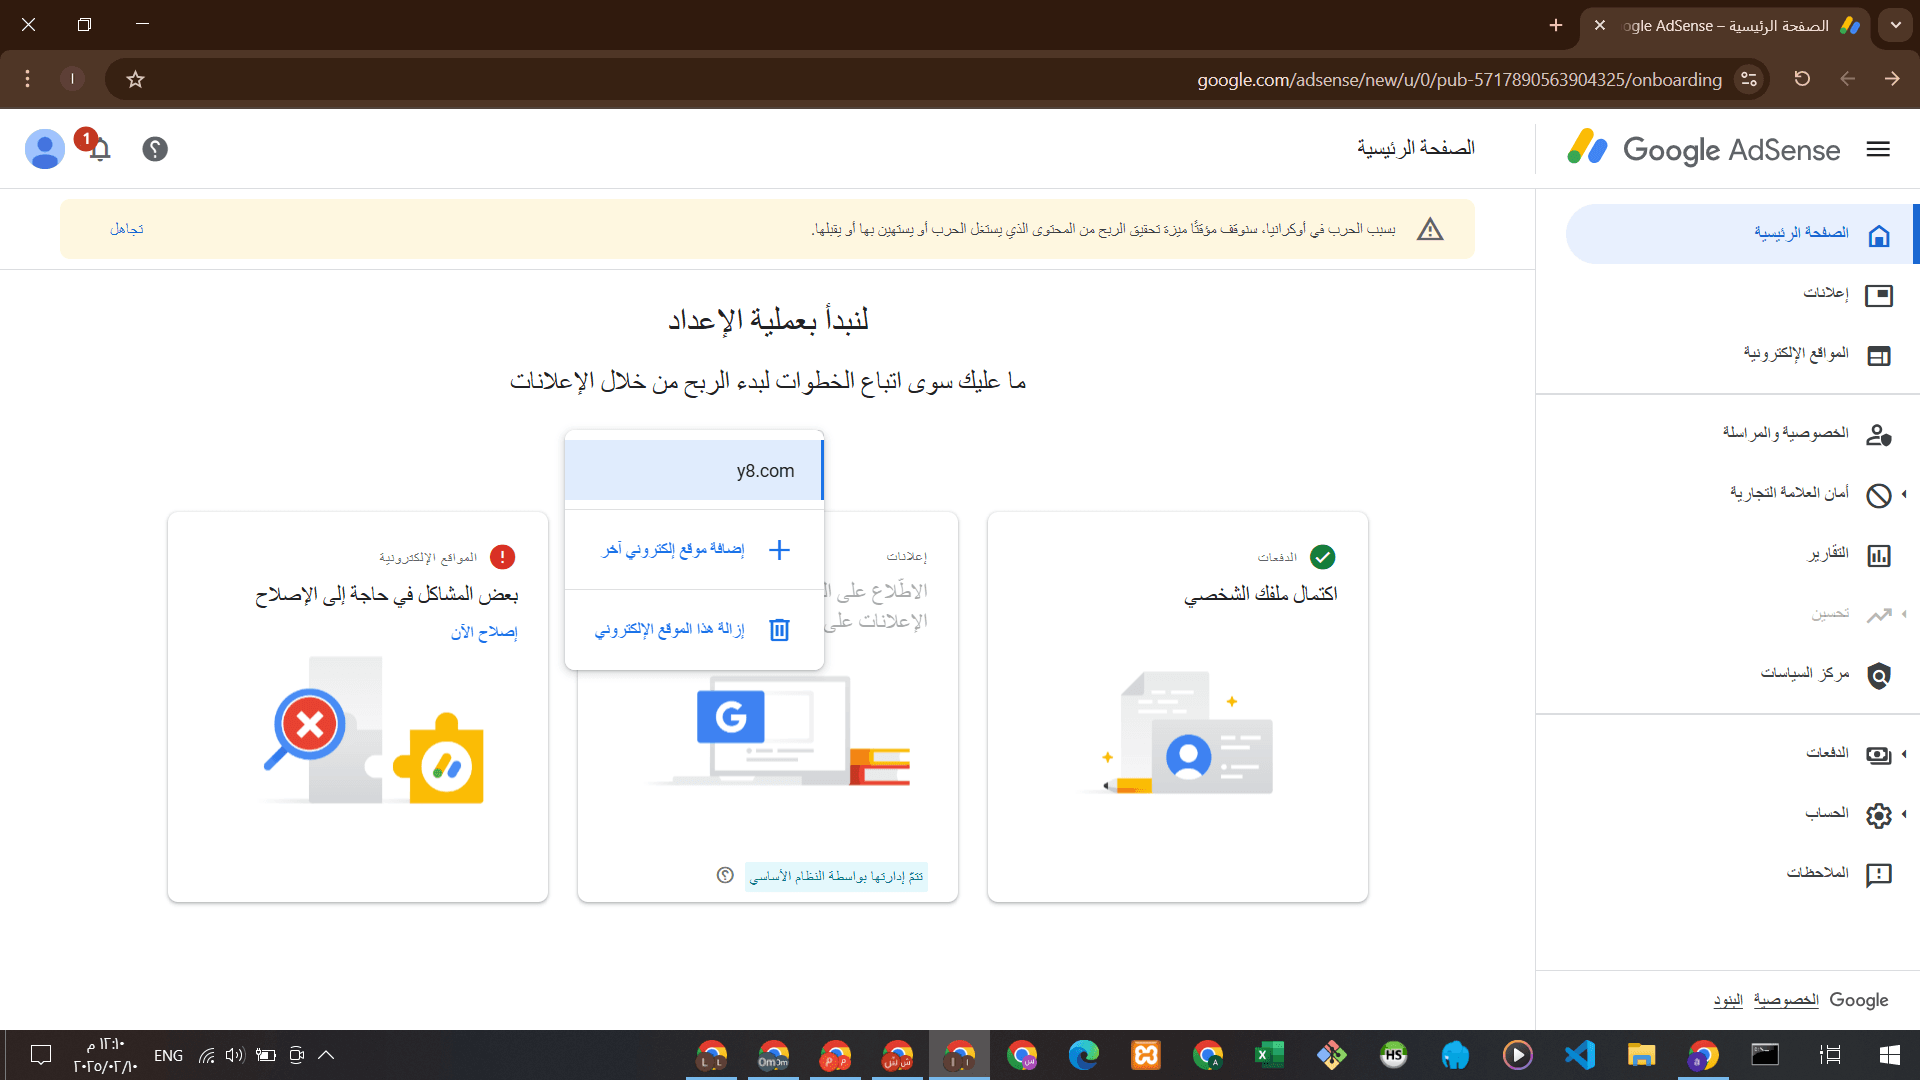 الصفحة الرئيسية – ogle AdSense
google.com/adsense/new/u/0/pub-5717890563904325/onboarding
I
Google AdSense
الصفحة الرئيسية
1
بسبب الحرب في أوكرانيا، سنوقف مؤقتًا ميزة تحقيق الربح من المحتوى الذي يستغل الحرب أو يستهين بها أو يقبلها.
تجاهل
الصفحة الرئيسية
إعلانات
المواقع الإلكترونية
الخصوصية والمراسلة
أمان العلامة التجارية
التقارير
تحسين
مركز السياسات
الدفعات
الحساب
الملاحظات
Google الخصوصية البنود
لنبدأ بعملية الإعداد
ما عليك سوى اتباع الخطوات لبدء الربح من خلال الإعلانات
y8.com
إضافة موقع إلكتروني آخر
إزالة هذا الموقع الإلكتروني
الدفعات
اكتمال ملفك الشخصي
إعلانات
الاطّلاع على
الإعلانات على
G
تتمّ إدارتها بواسطة النظام الأساسي
المواقع الإلكترونية
بعض المشاكل في حاجة إلى الإصلاح
إصلاح الآن
ENG
١٢:١٠ م
٢٠٢٥/٠٢/١٠